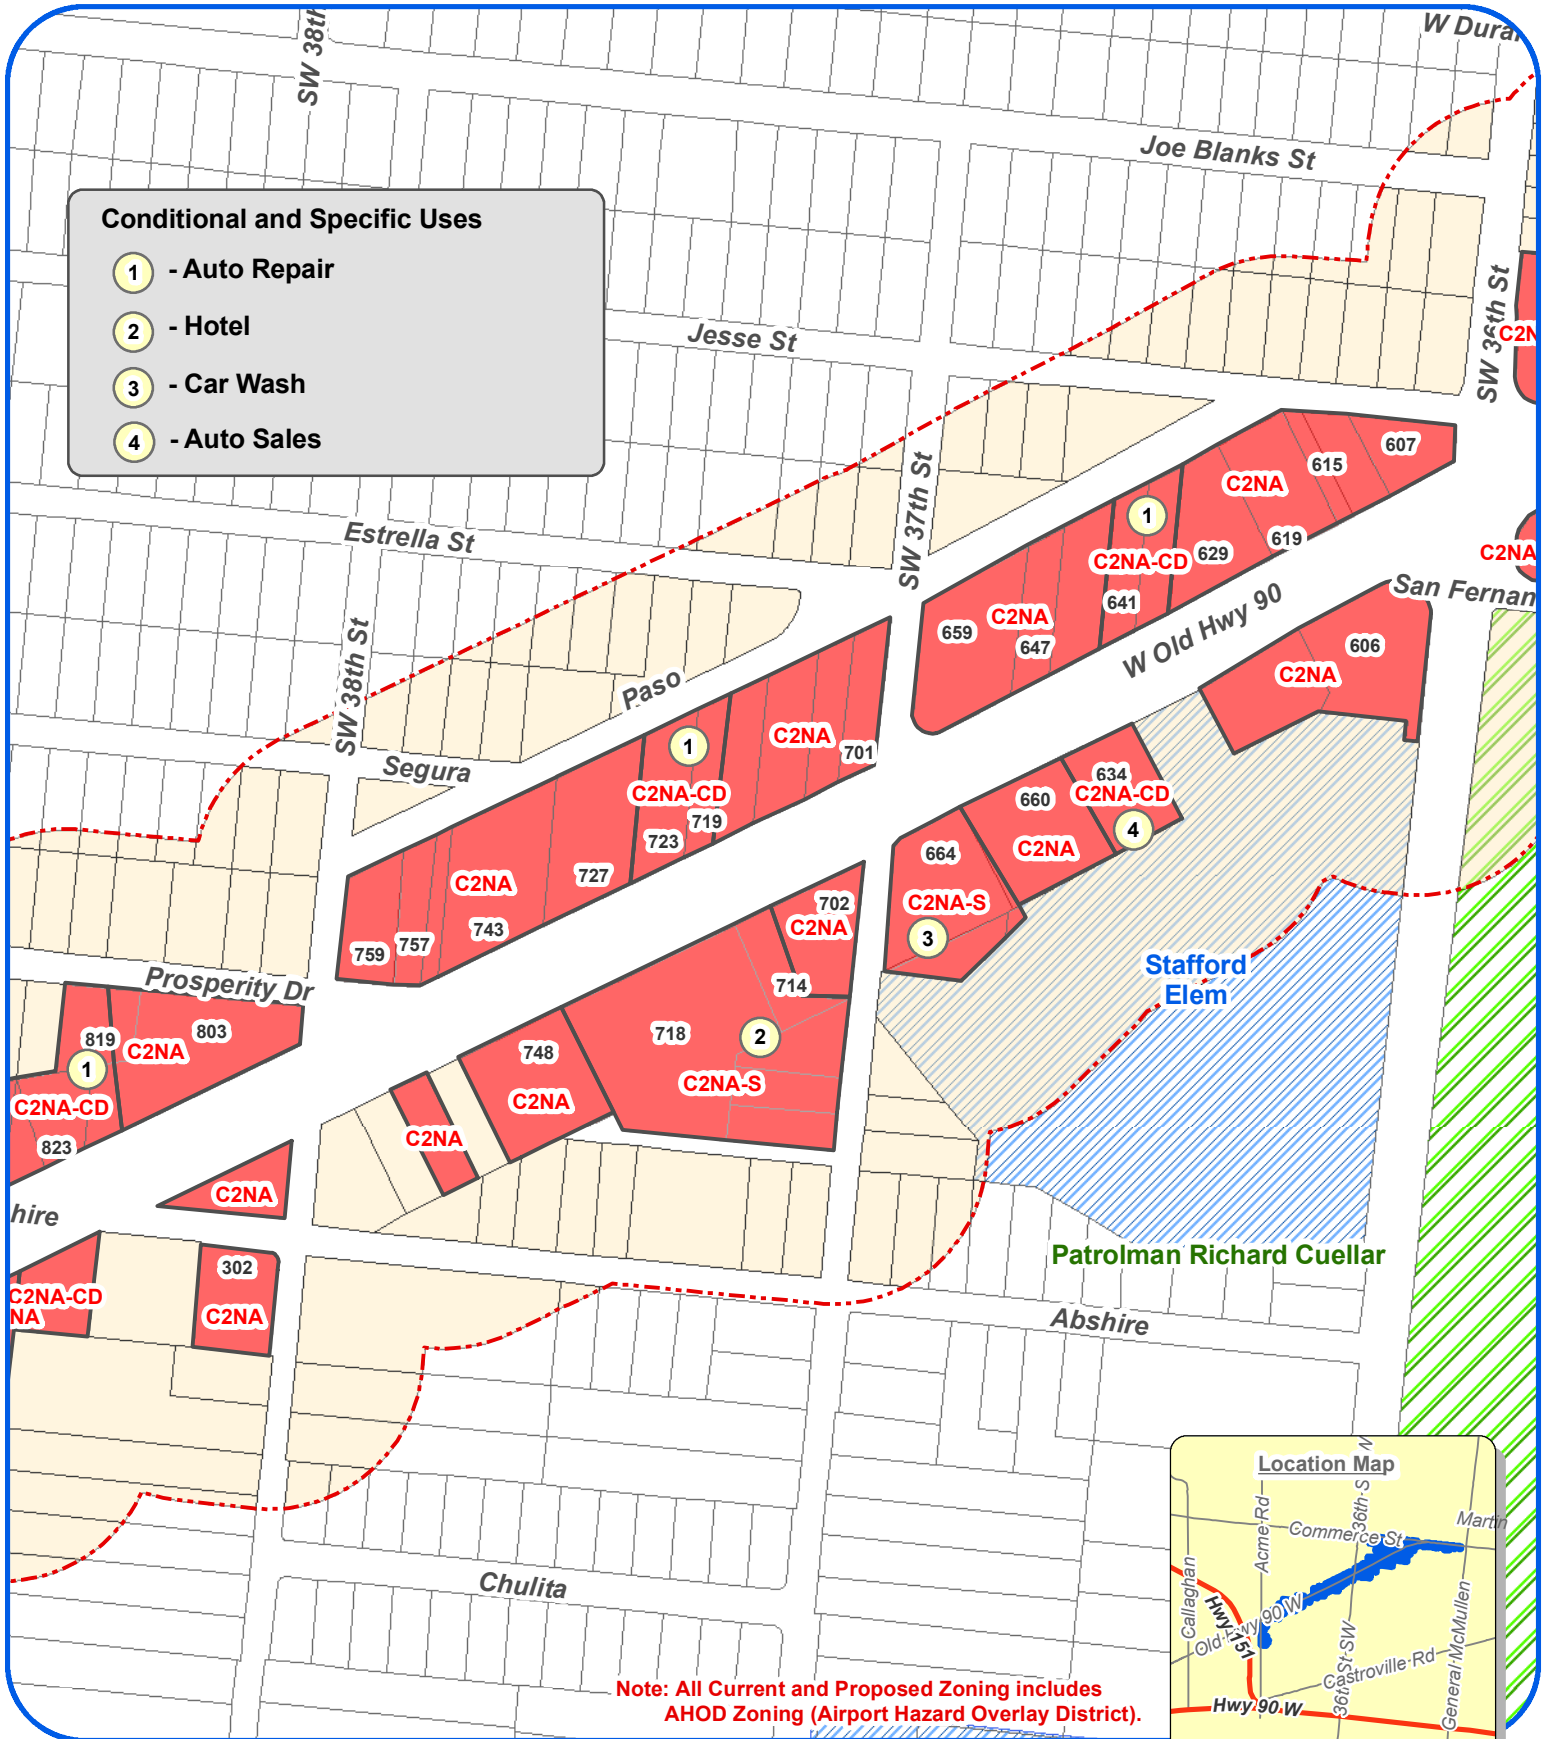 SW 38th
W Duran
Joe Blanks St
Conditional and Specific Uses
1 - Auto Repair
2 - Hotel
3 - Car Wash
4 - Auto Sales
SW 36th St
C2N
Jesse St
607
615
C2NA
SW 37th St
1
Estrella St
619
629
C2NA-CD
C2NA
San Fernan
641
C2NA
659
647
W Old Hwy 90
606
C2NA
SW 38th St
Paso
1
C2NA
701
Segura
C2NA-CD
719
723
634
C2NA-CD
660
4
C2NA
664
727
C2NA
743
757
759
702
C2NA
C2NA-S
3
Stafford
Elem
Prosperity Dr
714
819
803
C2NA
1
718
2
748
C2NA-S
C2NA
C2NA-CD
823
C2NA
C2NA
hire
Patrolman Richard Cuellar
302
C2NA-CD
NA
C2NA
Abshire
Chulita
Location Map
36th S N
Martin
Acme Rd
Commerce St
Callaghan
Hwy 151
Old Hwy 90 W
36th St SW
Castroville Rd
General McMullen
Hwy 90 W
Note: All Current and Proposed Zoning includes
AHOD Zoning (Airport Hazard Overlay District).